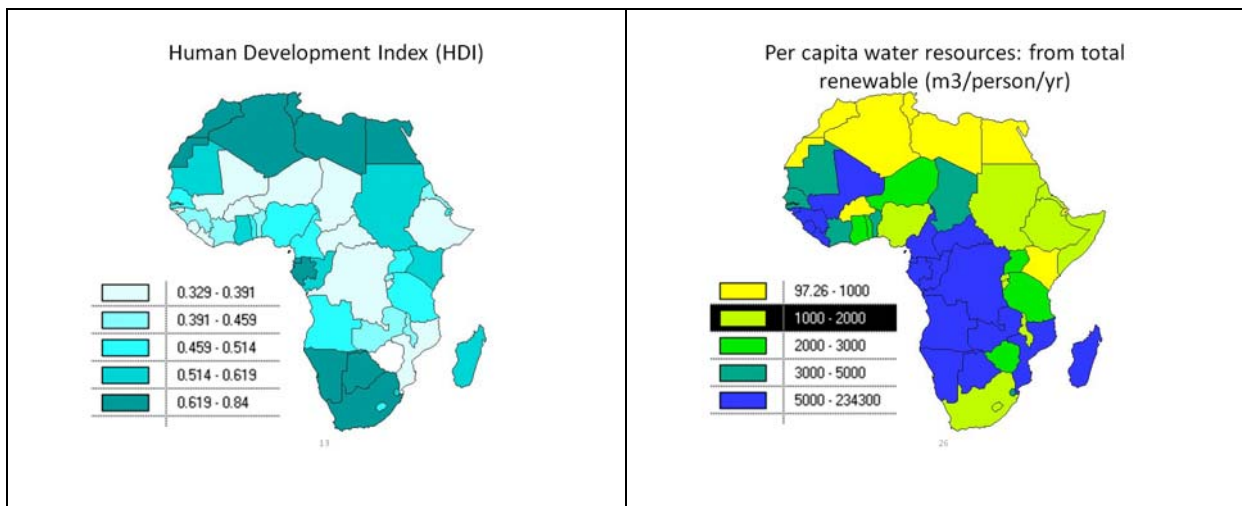 Human Development Index (HDI)
0.329 - 0.391
0.391 - 0.459
0.459 - 0.514
0.514 - 0.619
0.619 - 0.84
13
Per capita water resources: from total
renewable (m3/person/yr)
97.26 - 1000
1000 - 2000
2000 - 3000
3000 - 5000
5000 - 234300
26